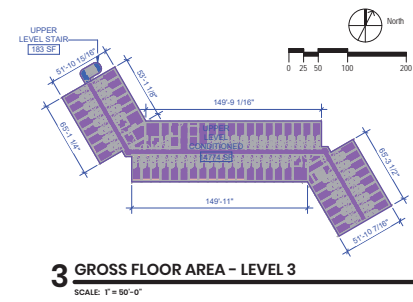 UPPER
LEVEL STAIR
183 SF
North
0 25 50 100 200
51'-10 15/16"
53'-1 1/8"
65'-1 1/4"
149'-9 1/16"
UPPER
LEVEL
CONDITIONED
14774 SF
65'-3 1/2"
149'-11"
51'-10 7/16"
3 GROSS FLOOR AREA - LEVEL 3
SCALE: 1" = 50'-0"